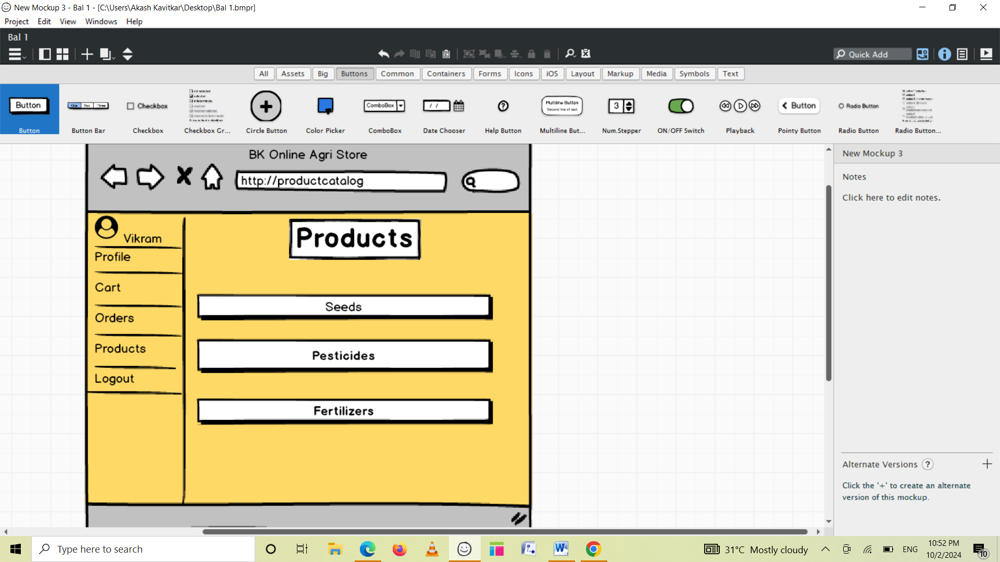 New Mockup 3 - Bal 1 - [C:\Users\Akash Kavitkar\Desktop\Bal 1.bmpr]
Project Edit View Windows Help
Bal 1
Quick Add
All Assets Big Buttons Common Containers Forms Icons iOS Layout Markup Media Symbols Text
Button One Two Three Checkbox ComboBox / / 3 Button Radio Button
not selected
selected
indeterminate
Multiline Button
Second line of text
Button Button Bar Checkbox Checkbox Gr... Circle Button Color Picker ComboBox Date Chooser Help Button Multiline But... Num.Stepper ON/OFF Switch Playback Pointy Button Radio Button Radio Button...
BK Online Agri Store
http://productcatalog
Vikram
Profile
Cart
Orders
Products
Logout
Products
Seeds
Pesticides
Fertilizers
New Mockup 3
Notes
Click here to edit notes.
Alternate Versions ?
Click the '+' to create an alternate
version of this mockup.
Type here to search
31°C Mostly cloudy
ENG
10:52 PM
10/2/2024
10